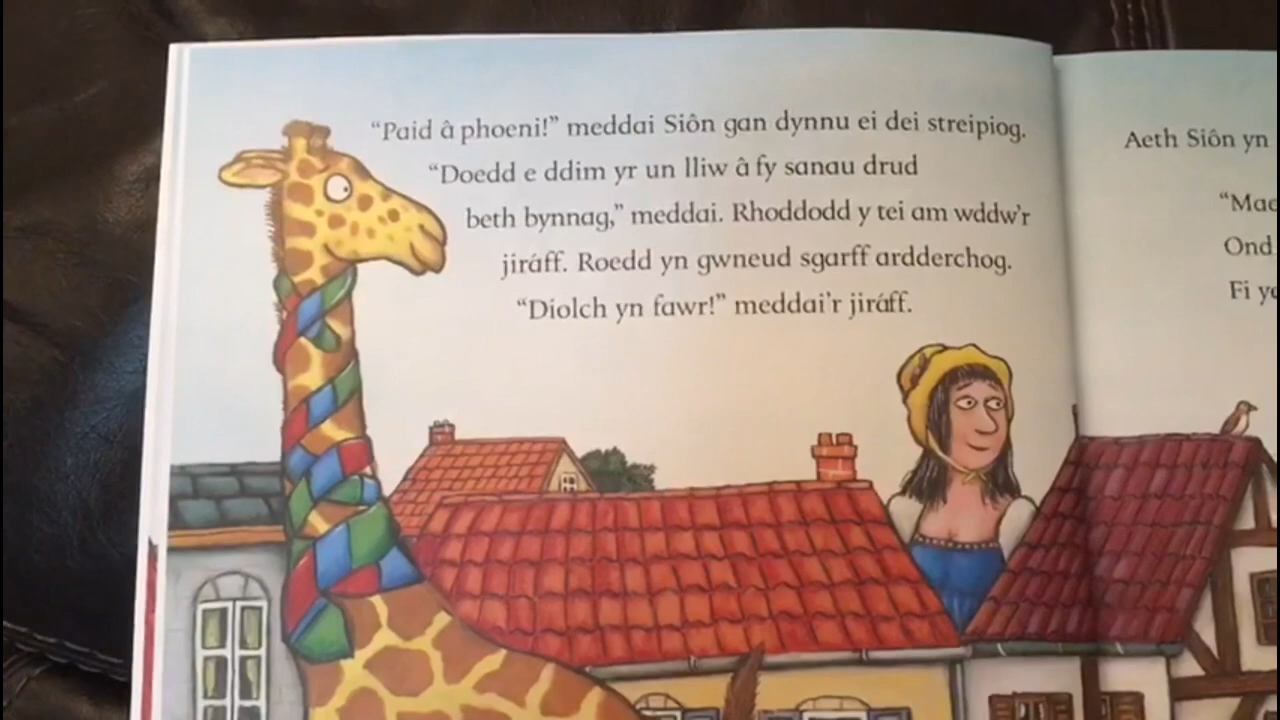 “Paid â phoeni!” meddai Siôn gan dynnu ei dei streipiog.
“Doedd e ddim yr un lliw â fy sanau drud
beth bynnag,” meddai. Rhoddodd y tei am wddw’r
jiráff. Roedd yn gwneud sgarff ardderchog.
“Diolch yn fawr!” meddai’r jiráff.
Aeth Siôn yn
“Mae
Ond
Fi